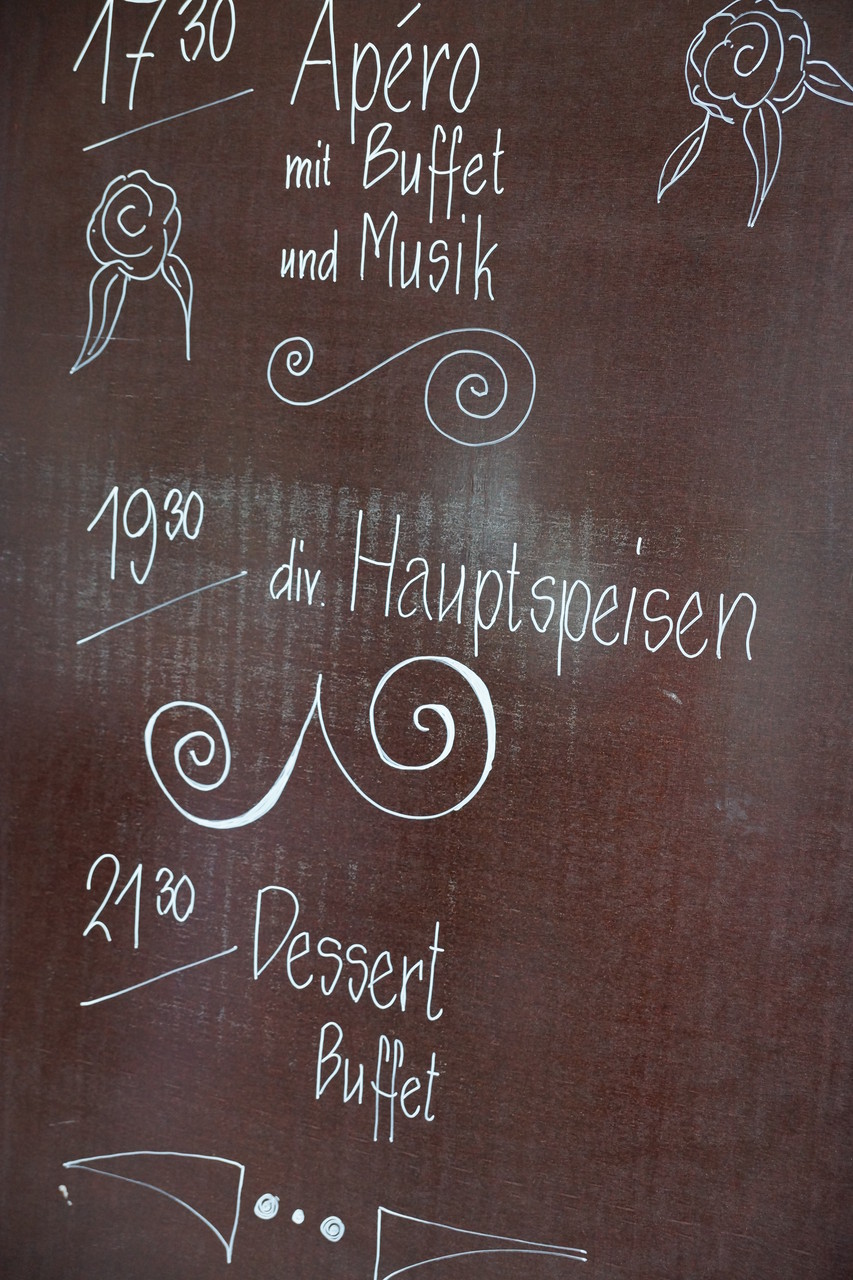 17 30 Apéro
mit Buffet
und Musik
19 30 div. Hauptspeisen
21 30 Dessert
Buffet